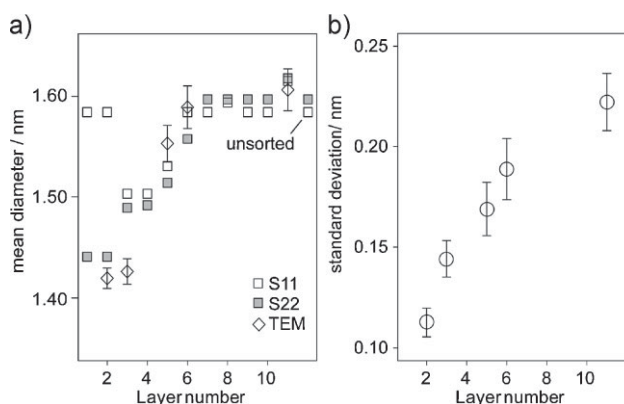 a)
mean diameter / nm
1.60
1.50
1.40
unsorted
S11
S22
TEM
2 4 6 8 10
Layer number
b)
standard deviation/ nm
0.25
0.20
0.15
0.10
2 4 6 8 10
Layer number